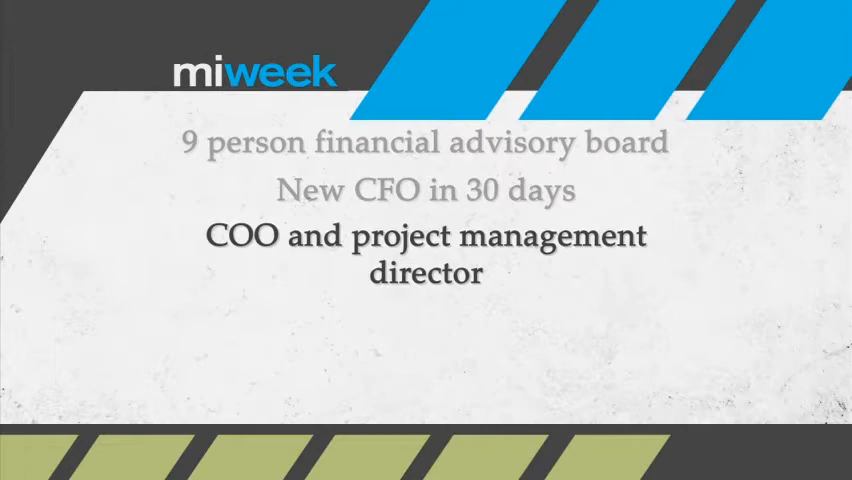 miweek
9 person financial advisory board
New CFO in 30 days
COO and project management
director